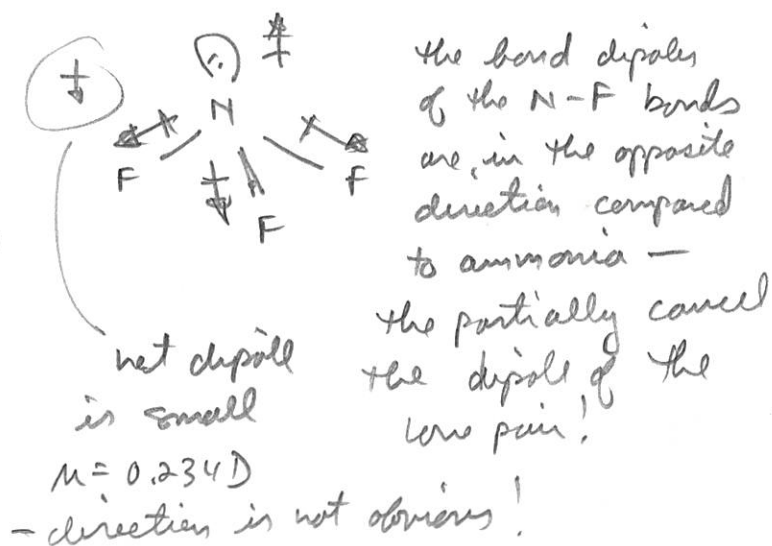 N
F
F
F
the bond dipoles
of the N-F bonds
are, in the opposite
direction compared
to ammonia —
the partially cancel
the dipole of the
lone pair!
net dipole
is small
μ = 0.234D
- direction is not obvious!